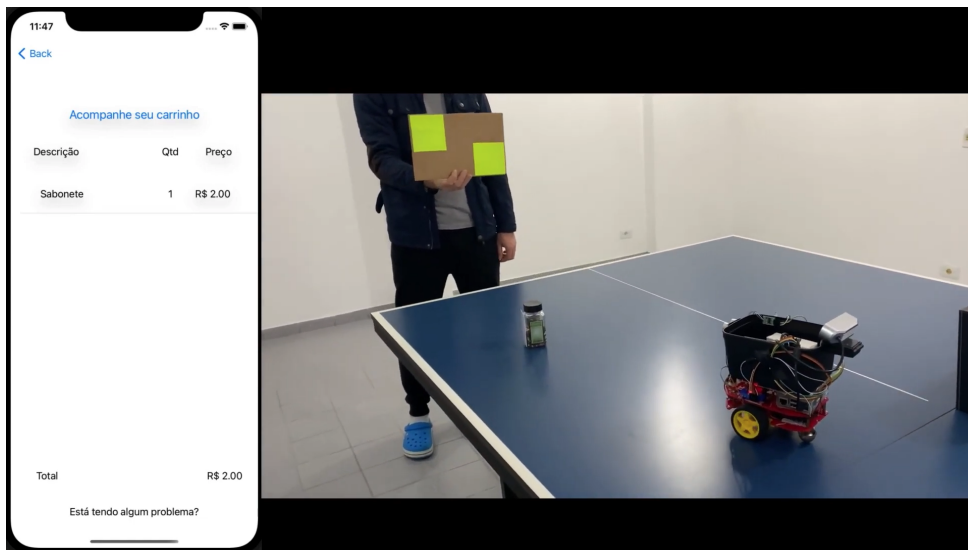 11:47
Back
Acompanhe seu carrinho
Descrição Qtd Preço
Sabonete 1 R$ 2.00
Total R$ 2.00
Está tendo algum problema?